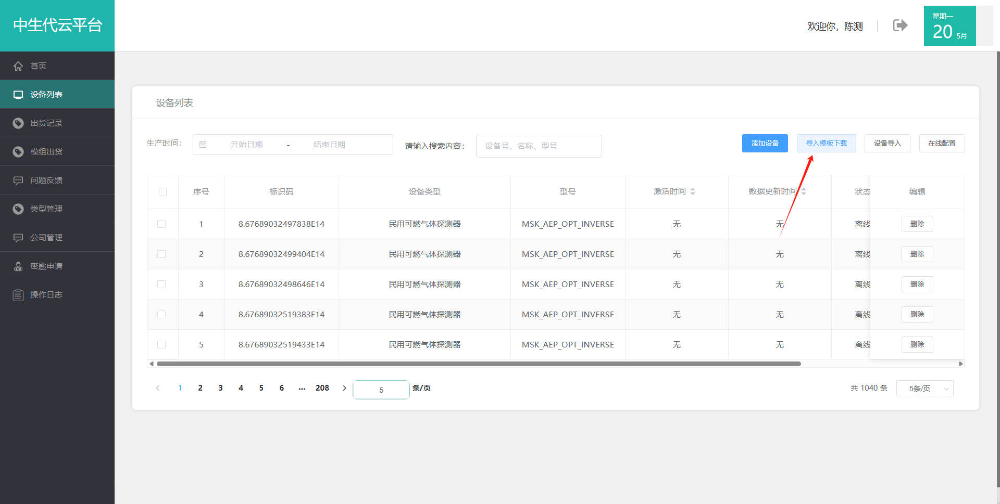 中生代云平台
欢迎你，陈测
星期一
20 5月
首页
设备列表
出货记录
模组出货
问题反馈
类型管理
公司管理
密匙申请
操作日志
设备列表
生产时间： 开始日期 - 结束日期 请输入搜索内容： 设备号、名称、型号 添加设备 导入模板下载 设备导入 在线配置
序号 标识码 设备类型 型号 激活时间 数据更新时间 状态 编辑
1 8.67689032497838E14 民用可燃气体探测器 MSK_AEP_OPT_INVERSE 无 无 离线 删除
2 8.67689032499404E14 民用可燃气体探测器 MSK_AEP_OPT_INVERSE 无 无 离线 删除
3 8.67689032498646E14 民用可燃气体探测器 MSK_AEP_OPT_INVERSE 无 无 离线 删除
4 8.67689032519383E14 民用可燃气体探测器 MSK_AEP_OPT_INVERSE 无 无 离线 删除
5 8.67689032519433E14 民用可燃气体探测器 MSK_AEP_OPT_INVERSE 无 无 离线 删除
1 2 3 4 5 6 ... 208 5 条/页 共 1040 条 5条/页